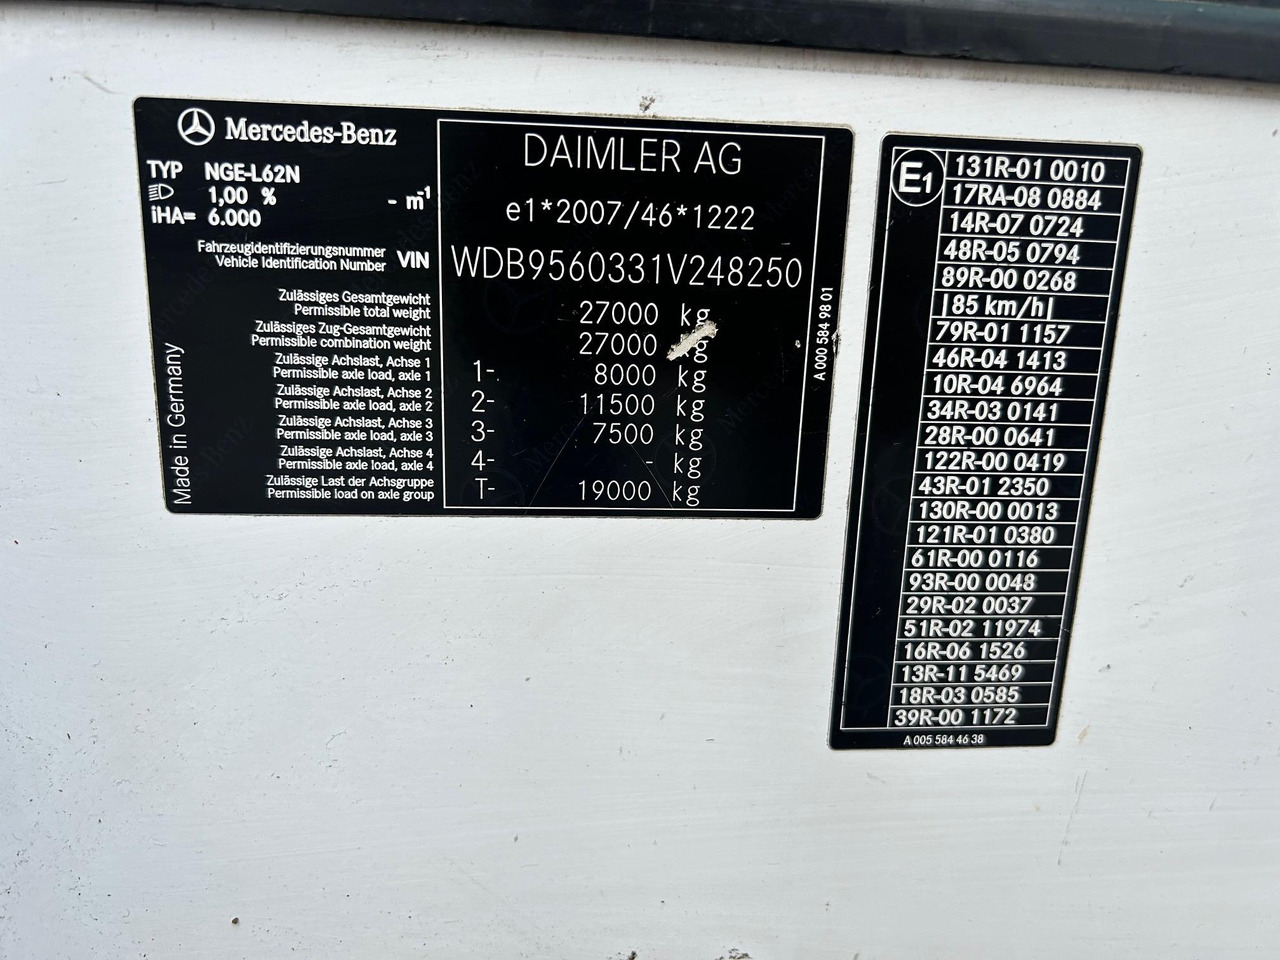 Mercedes-Benz
TYP NGE-L62N
1,00 % - m-1
iHA= 6.000
Fahrzeugidentifizierungsnummer
Vehicle Identification Number VIN
Zulässiges Gesamtgewicht
Permissible total weight
Zulässiges Zug-Gesamtgewicht
Permissible combination weight
Zulässige Achslast, Achse 1
Permissible axle load, axle 1
Zulässige Achslast, Achse 2
Permissible axle load, axle 2
Zulässige Achslast, Achse 3
Permissible axle load, axle 3
Zulässige Achslast, Achse 4
Permissible axle load, axle 4
Zulässige Last der Achsgruppe
Permissible load on axle group
Made in Germany
DAIMLER AG
e1*2007/46*1222
WDB9560331V248250
27000 kg
27000 kg
1- 8000 kg
2- 11500 kg
3- 7500 kg
4- - kg
T- 19000 kg
A 000 584 98 01
E1
131R-01 0010
17RA-08 0884
14R-07 0724
48R-05 0794
89R-00 0268
|85 km/h|
79R-01 1157
46R-04 1413
10R-04 6964
34R-03 0141
28R-00 0641
122R-00 0419
43R-01 2350
130R-00 0013
121R-01 0380
61R-00 0116
93R-00 0048
29R-02 0037
51R-02 11974
16R-06 1526
13R-11 5469
18R-03 0585
39R-00 1172
A 005 584 46 38